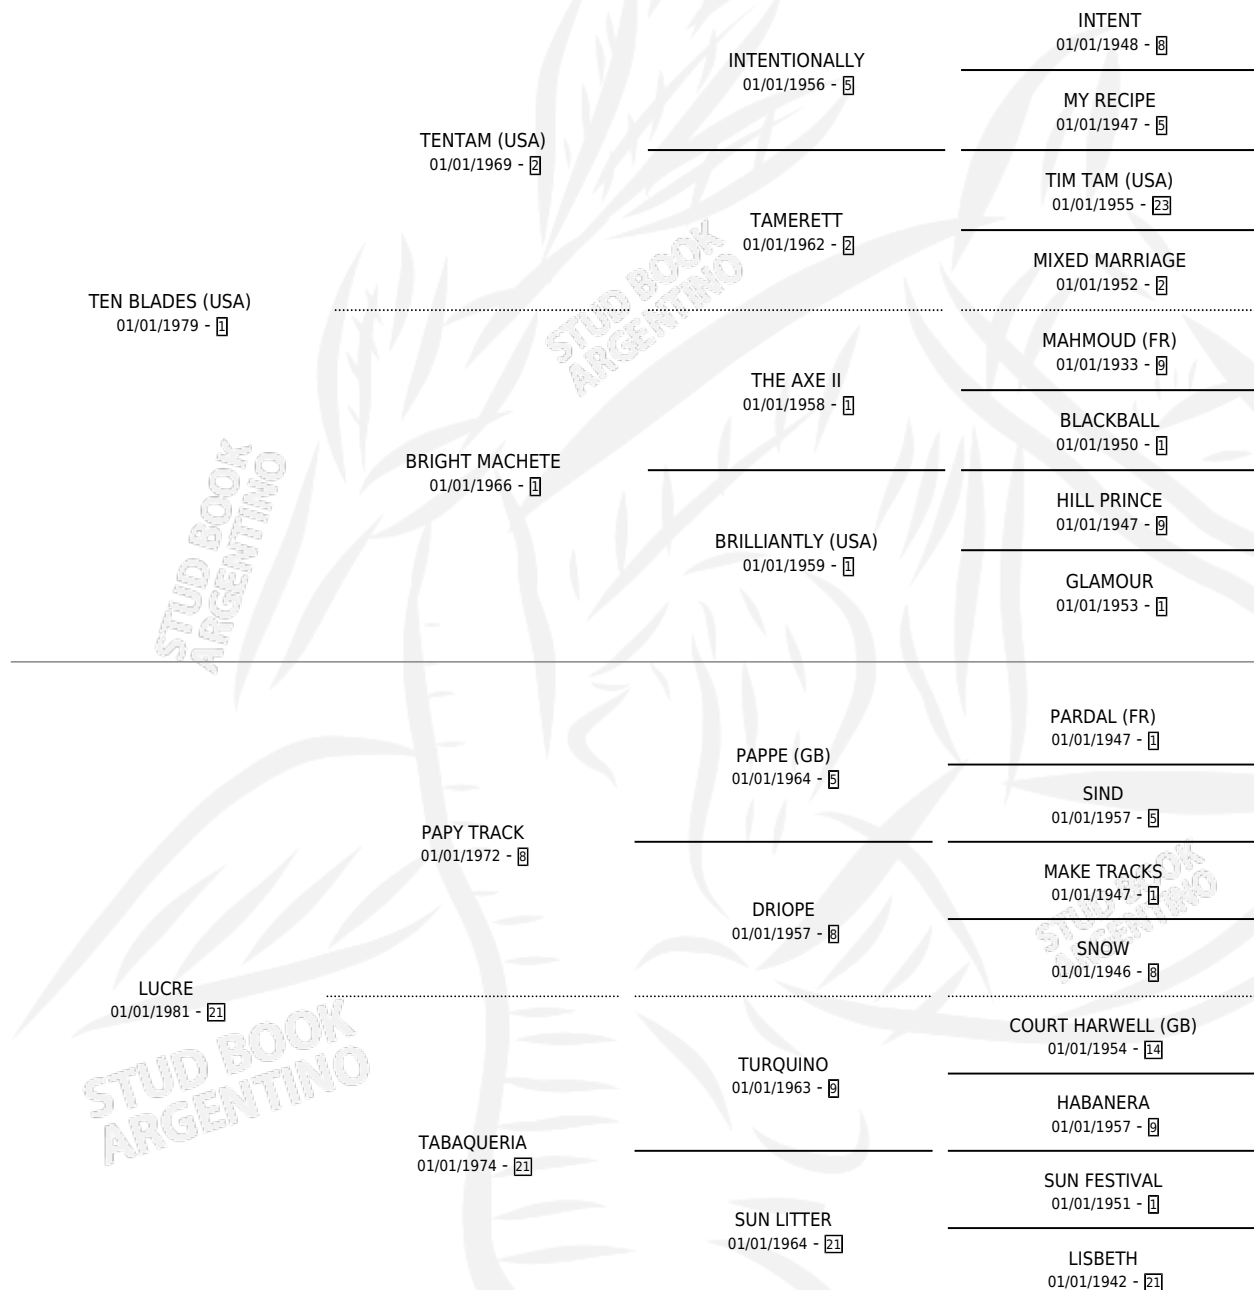 INTENT
01/01/1948 - 8
INTENTIONALLY
01/01/1956 - 5
MY RECIPE
01/01/1947 - 5
TENTAM (USA)
01/01/1969 - 2
TIM TAM (USA)
01/01/1955 - 23
TAMERETT
01/01/1962 - 2
MIXED MARRIAGE
01/01/1952 - 2
TEN BLADES (USA)
01/01/1979 - 1
MAHMOUD (FR)
01/01/1933 - 9
THE AXE II
01/01/1958 - 1
BLACKBALL
01/01/1950 - 1
BRIGHT MACHETE
01/01/1966 - 1
HILL PRINCE
01/01/1947 - 9
BRILLIANTLY (USA)
01/01/1959 - 1
GLAMOUR
01/01/1953 - 1
PARDAL (FR)
01/01/1947 - 1
PAPPE (GB)
01/01/1964 - 5
SIND
01/01/1957 - 5
PAPY TRACK
01/01/1972 - 8
MAKE TRACKS
01/01/1947 - 1
DRIOPE
01/01/1957 - 8
SNOW
01/01/1946 - 8
LUCRE
01/01/1981 - 21
COURT HARWELL (GB)
01/01/1954 - 14
TURQUINO
01/01/1963 - 9
HABANERA
01/01/1957 - 9
TABAQUERIA
01/01/1974 - 21
SUN FESTIVAL
01/01/1951 - 1
SUN LITTER
01/01/1964 - 21
LISBETH
01/01/1942 - 21
STUD BOOK
ARGENTINO
STUD BOOK
ARGENTINO
STUD BOOK
ARGENTINO
STUD BOOK
ARGENTINO